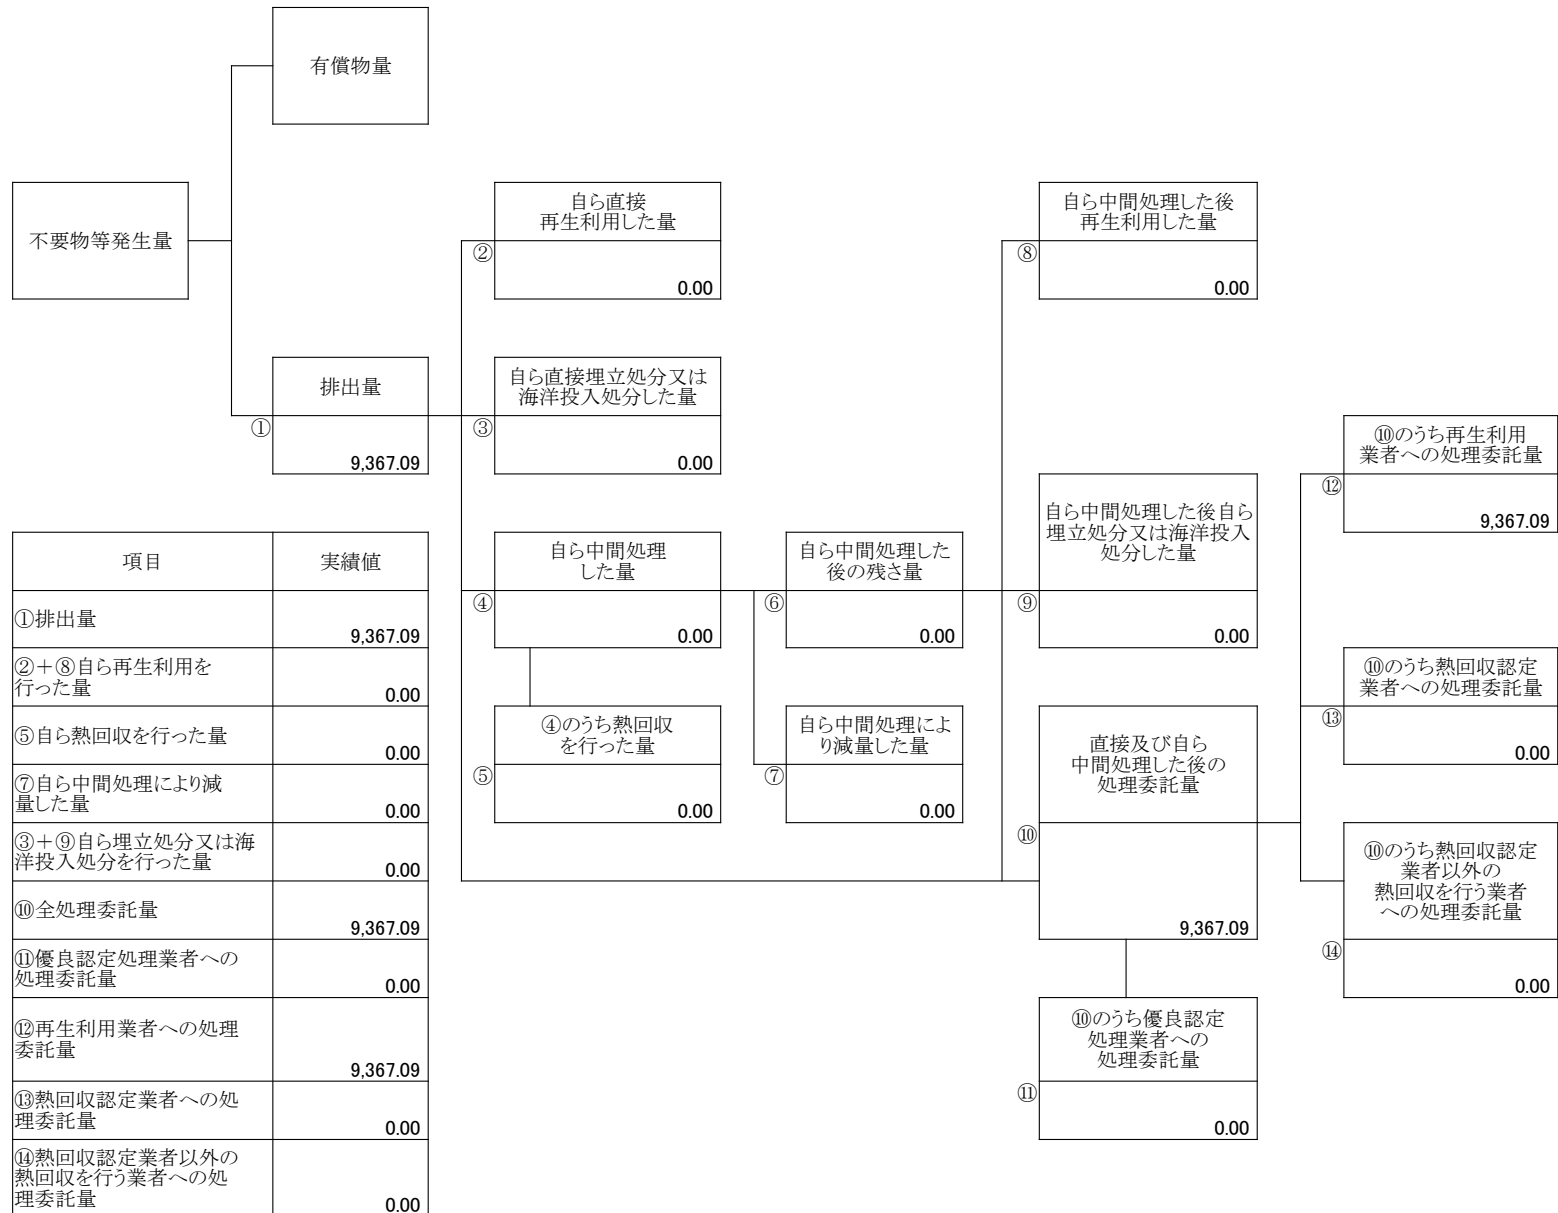 有償物量
不要物等発生量
自ら直接
再生利用した量
②
0.00
自ら中間処理した後
再生利用した量
⑧
0.00
排出量
①
9,367.09
自ら直接埋立処分又は
海洋投入処分した量
③
0.00
⑩のうち再生利用
業者への処理委託量
⑫
9,367.09
自ら中間処理
した量
④
0.00
自ら中間処理した
後の残さ量
⑥
0.00
自ら中間処理した後自ら
埋立処分又は海洋投入
処分した量
⑨
0.00
⑩のうち熱回収認定
業者への処理委託量
⑬
0.00
④のうち熱回収
を行った量
⑤
0.00
自ら中間処理によ
り減量した量
⑦
0.00
直接及び自ら
中間処理した後の
処理委託量
⑩
9,367.09
⑩のうち熱回収認定
業者以外の
熱回収を行う業者
への処理委託量
⑭
0.00
⑩のうち優良認定
処理業者への
処理委託量
⑪
0.00
項目 実績値
①排出量
9,367.09
②+⑧自ら再生利用を
行った量
0.00
⑤自ら熱回収を行った量
0.00
⑦自ら中間処理により減
量した量
0.00
③+⑨自ら埋立処分又は海
洋投入処分を行った量
0.00
⑩全処理委託量
9,367.09
⑪優良認定処理業者への
処理委託量
0.00
⑫再生利用業者への処理
委託量
9,367.09
⑬熱回収認定業者への処
理委託量
0.00
⑭熱回収認定業者以外の
熱回収を行う業者への処
理委託量
0.00